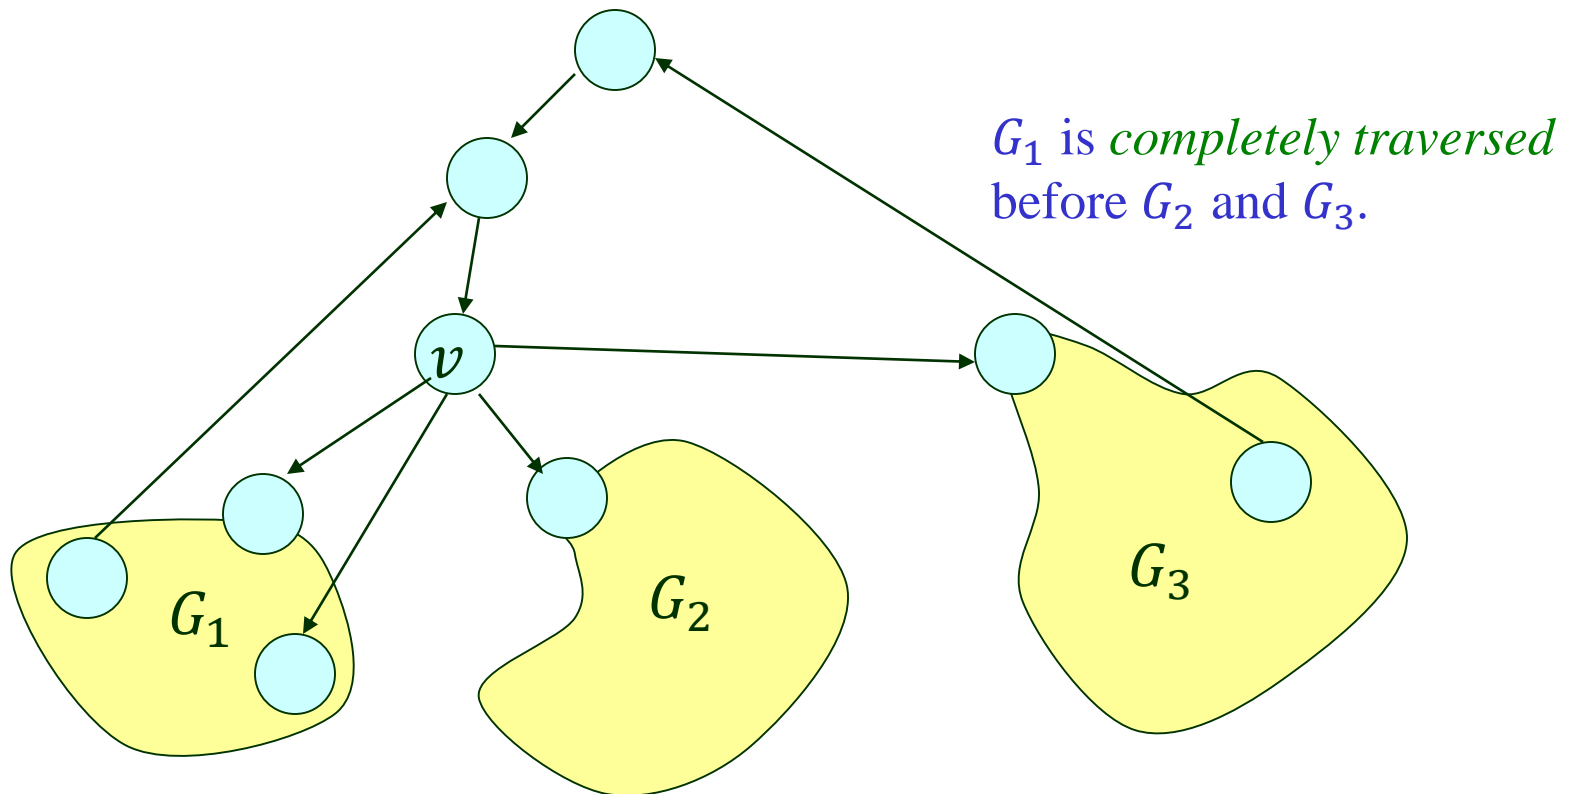 G₁ is completely traversed
before G₂ and G₃.
v
G₁
G₂
G₃